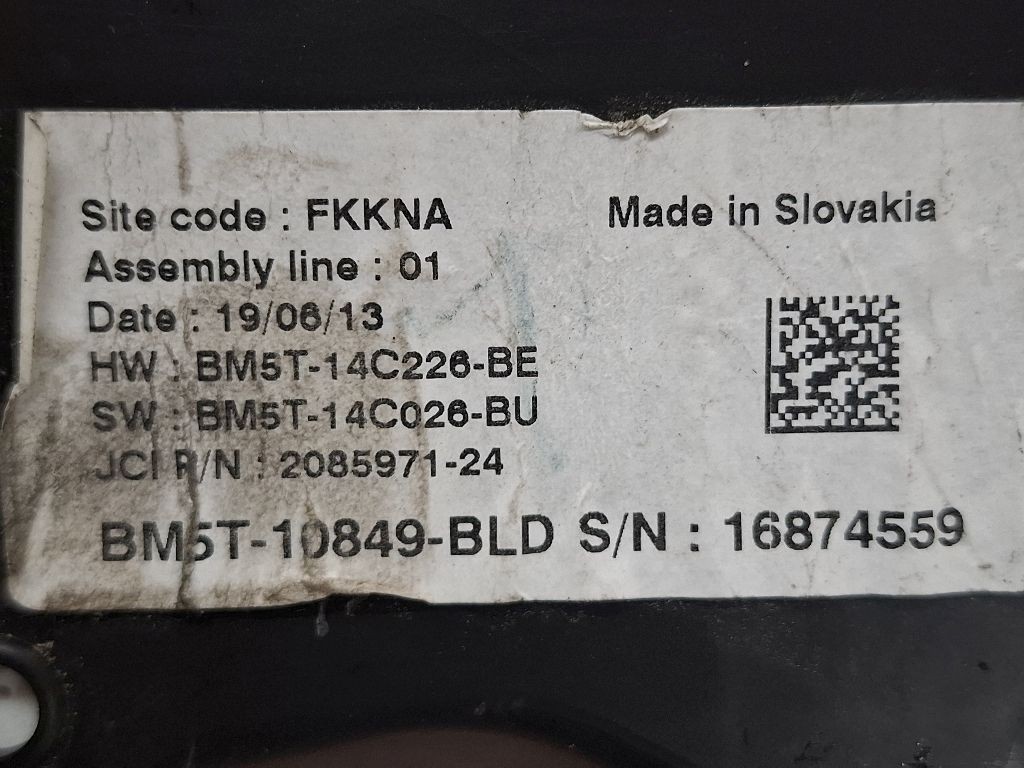 Site code : FKKNA
Made in Slovakia
Assembly line : 01
Date : 19/06/13
HW : BM5T-14C226-BE
SW : BM5T-14C026-BU
JCI P/N : 2085971-24
BM5T-10849-BLD S/N : 16874559